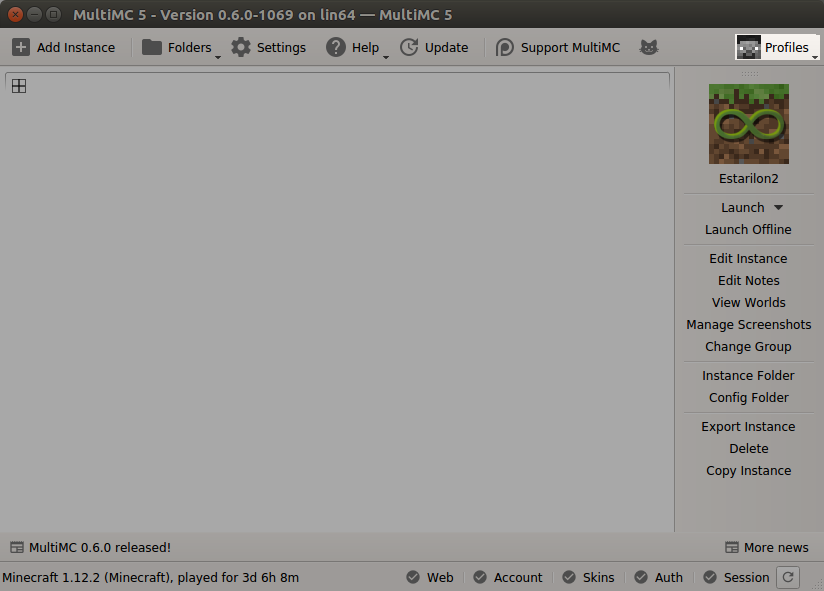 MultiMC 5 - Version 0.6.0-1069 on lin64 — MultiMC 5
Add Instance Folders Settings Help Update Support MultiMC Profiles
Estarilon2
Launch
Launch Offline
Edit Instance
Edit Notes
View Worlds
Manage Screenshots
Change Group
Instance Folder
Config Folder
Export Instance
Delete
Copy Instance
MultiMC 0.6.0 released! More news
Minecraft 1.12.2 (Minecraft), played for 3d 6h 8m Web Account Skins Auth Session